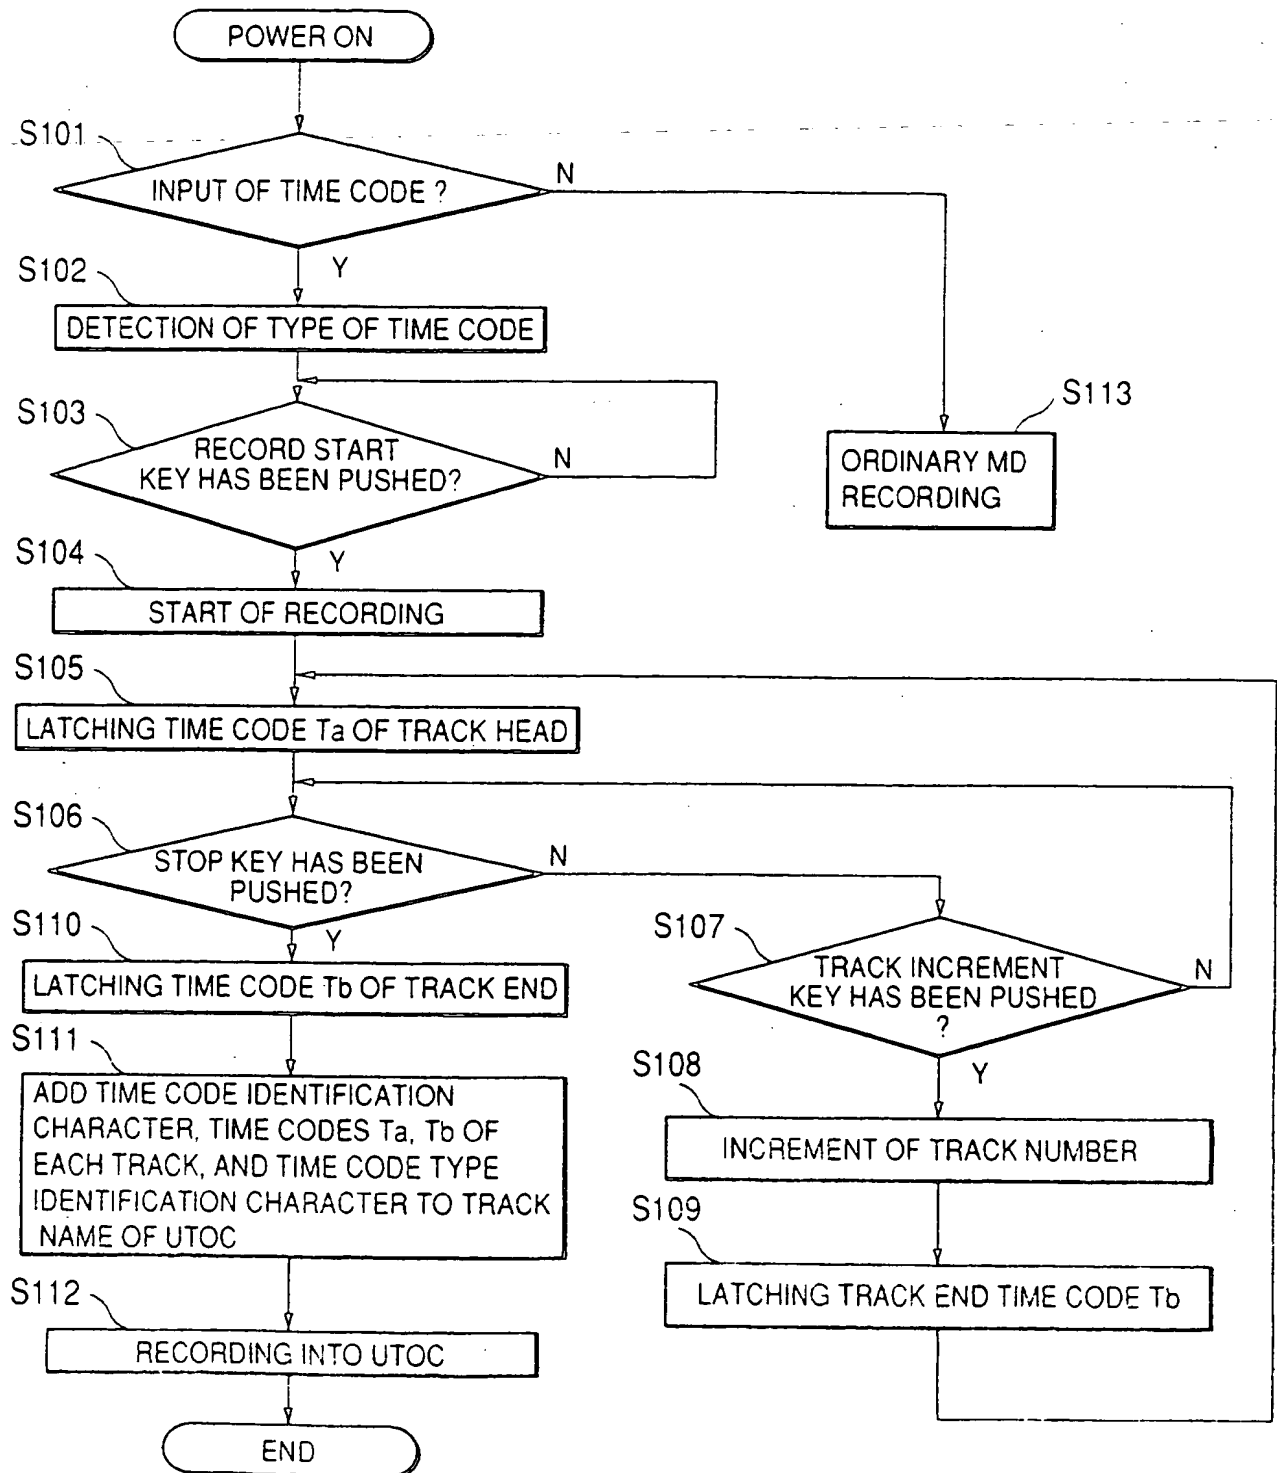 POWER ON
S101
INPUT OF TIME CODE ?
N
Y
S102
DETECTION OF TYPE OF TIME CODE
S103
RECORD START
KEY HAS BEEN PUSHED?
N
Y
S113
ORDINARY MD
RECORDING
S104
START OF RECORDING
S105
LATCHING TIME CODE Ta OF TRACK HEAD
S106
STOP KEY HAS BEEN
PUSHED?
N
Y
S107
TRACK INCREMENT
KEY HAS BEEN PUSHED
?
N
Y
S108
INCREMENT OF TRACK NUMBER
S109
LATCHING TRACK END TIME CODE Tb
S110
LATCHING TIME CODE Tb OF TRACK END
S111
ADD TIME CODE IDENTIFICATION
CHARACTER, TIME CODES Ta, Tb OF
EACH TRACK, AND TIME CODE TYPE
IDENTIFICATION CHARACTER TO TRACK
NAME OF UTOC
S112
RECORDING INTO UTOC
END